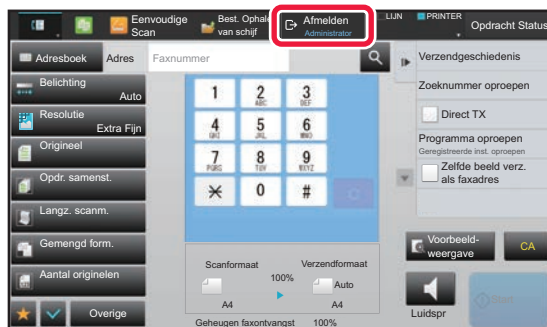 Eenvoudige Scan
Best. Ophale van schijf
Afmelden
Administrator
LIJN
PRINTER
Opdracht Status
Adresboek
Adres
Faxnummer
Verzendgeschiedenis
Belichting
Auto
Zoeknummer oproepen
Resolutie
Extra Fijn
Direct TX
Origineel
Programma oproepen
Geregistreerde inst. oproepen
Opdr. samenst.
Zelfde beeld verz.
als faxadres
Langz. scanm.
Gemengd form.
Aantal originelen
Overige
1
2
ABC
3
DEF
4
GHI
5
JKL
6
MNO
7
PQRS
8
TUV
9
WXYZ
0
#
Scanformaat
100%
Verzendformaat
Auto
A4
A4
Geheugen faxontvangst 100%
Voorbeeld-
weergave
CA
Luidspr
Start